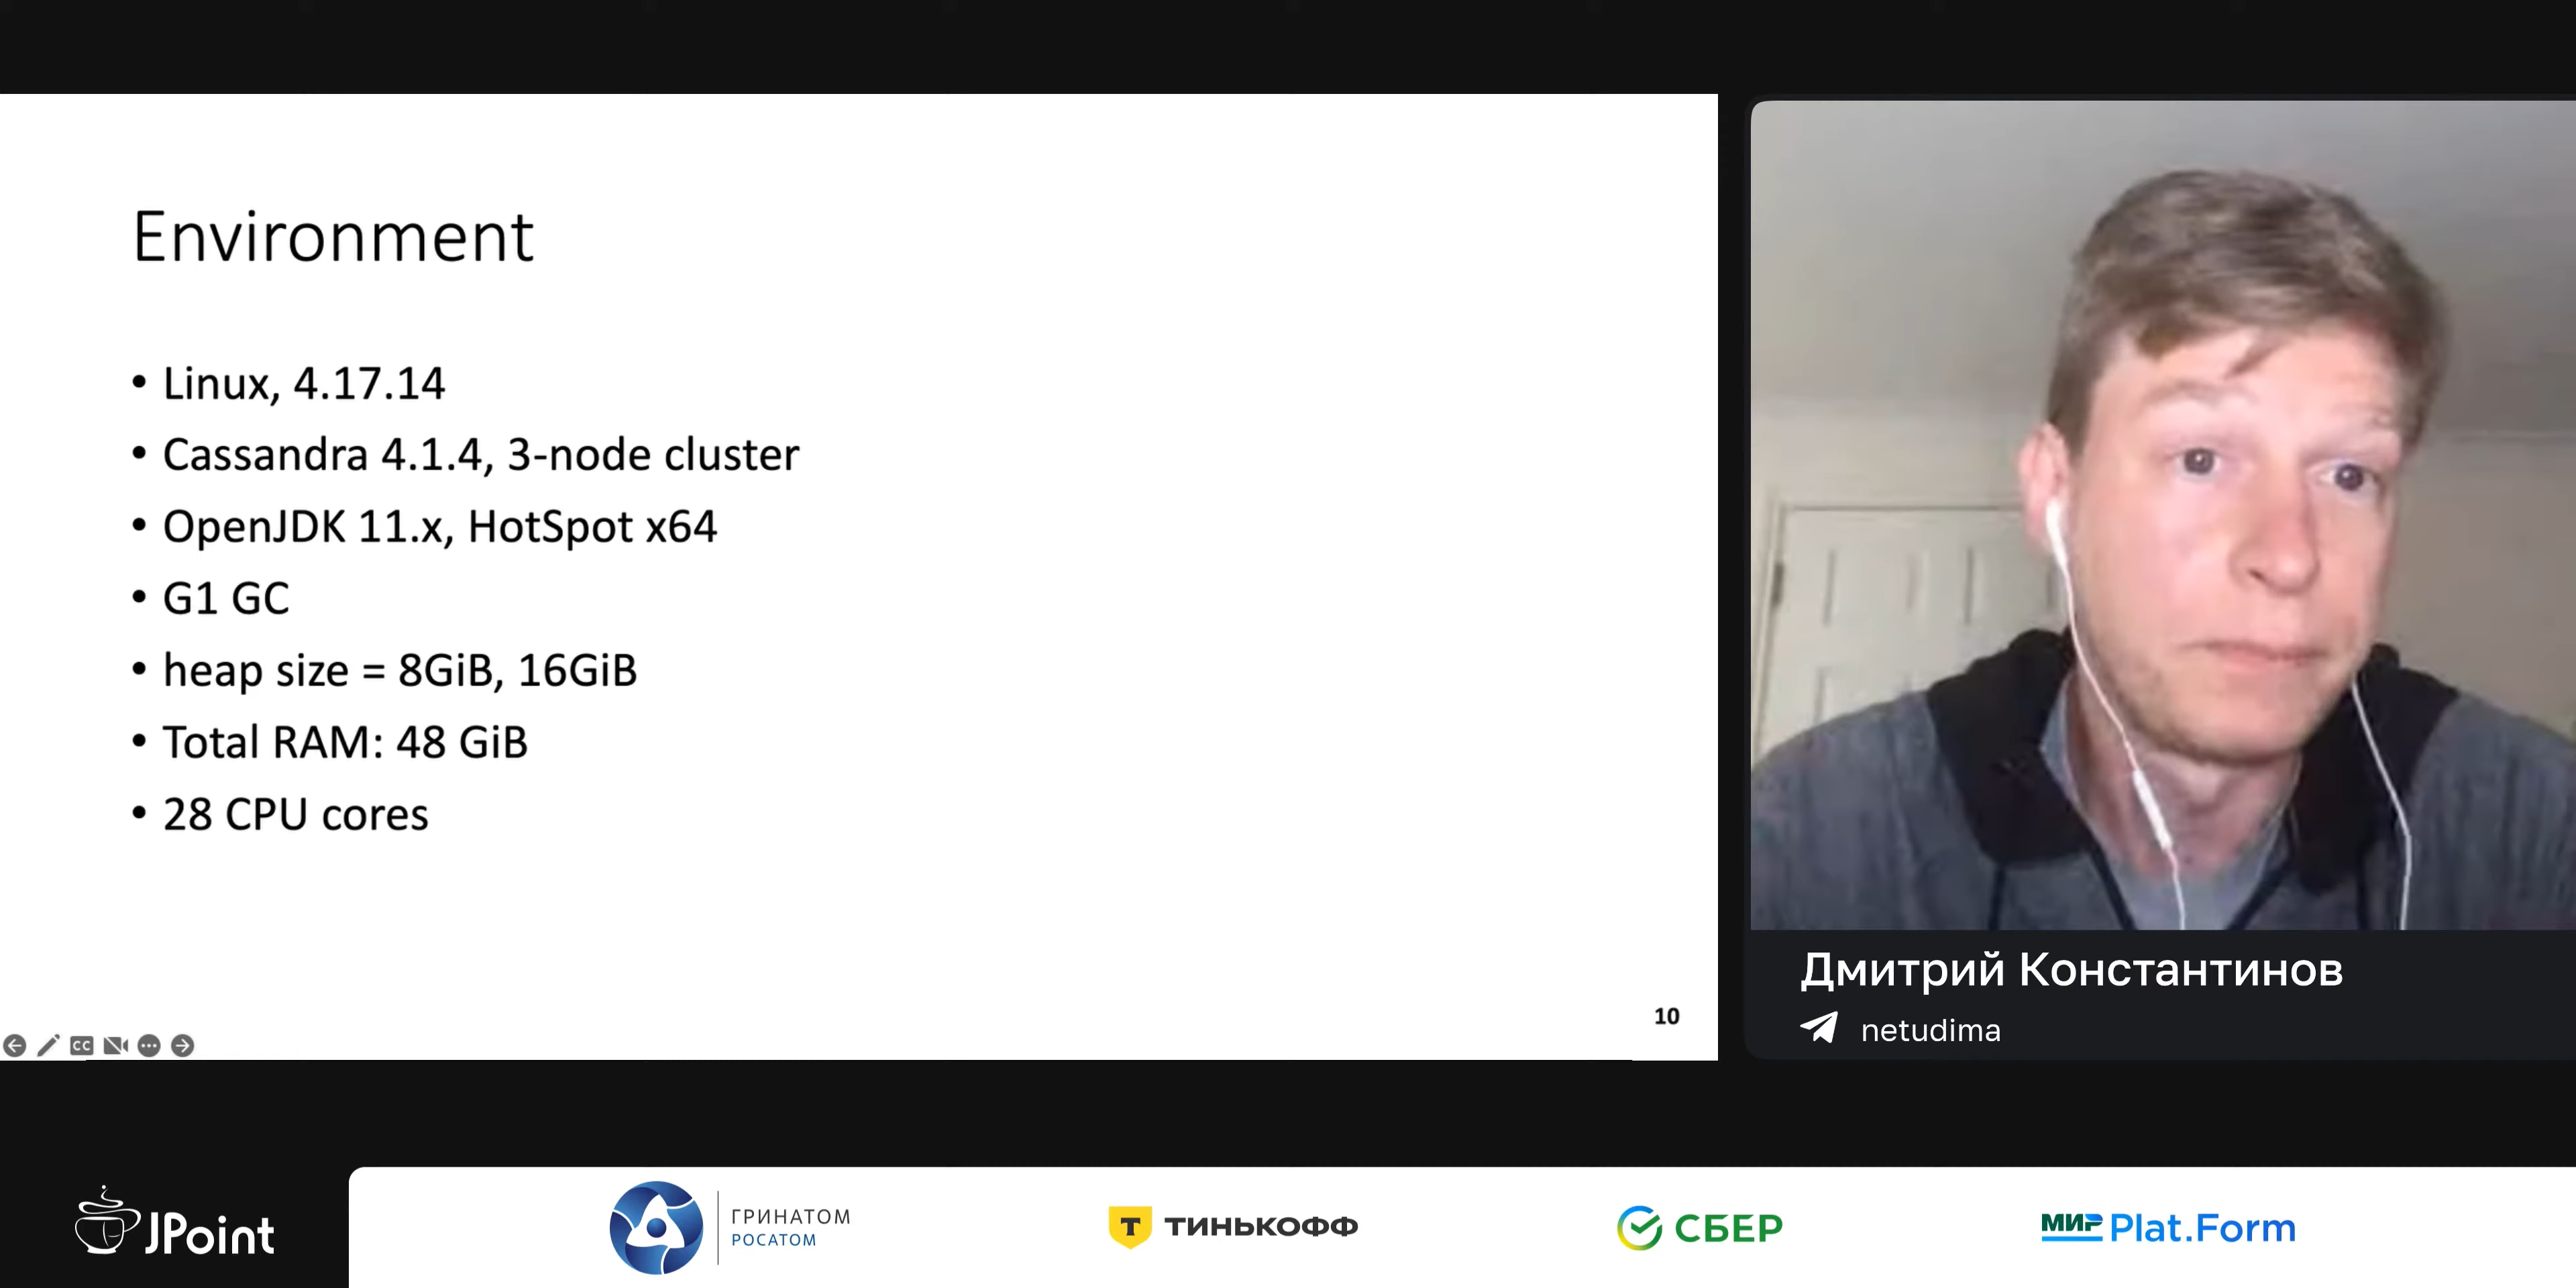 Environment
• Linux, 4.17.14
• Cassandra 4.1.4, 3-node cluster
• OpenJDK 11.x, HotSpot x64
• G1 GC
• heap size = 8GiB, 16GiB
• Total RAM: 48 GiB
• 28 CPU cores
10
CC
Дмитрий Константинов
netudima
JPoint
ГРИНАТОМ
РОСАТОМ
Т ТИНЬКОФФ
СБЕР
МИР Plat.Form